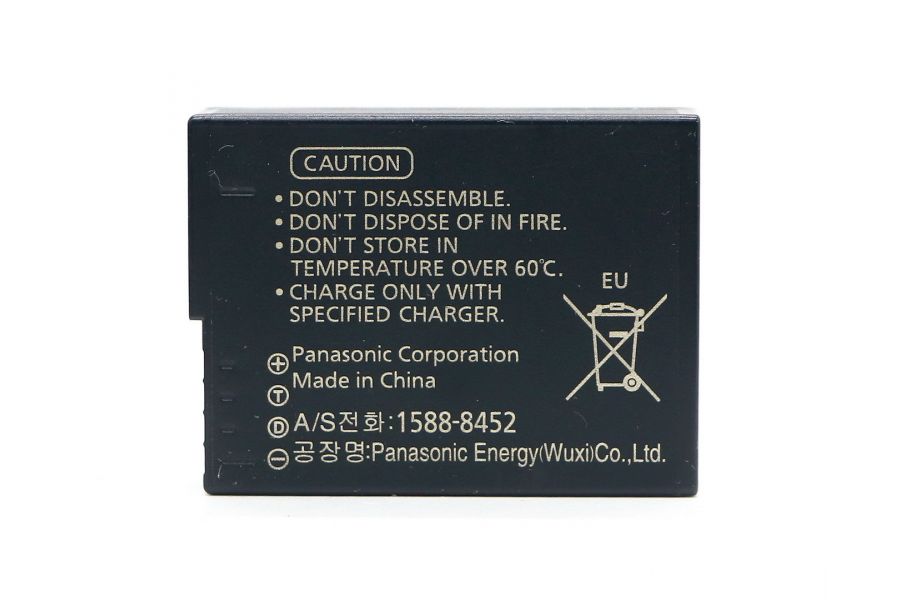 CAUTION
• DON'T DISASSEMBLE.
• DON'T DISPOSE OF IN FIRE.
• DON'T STORE IN
TEMPERATURE OVER 60℃.
• CHARGE ONLY WITH
SPECIFIED CHARGER.
EU
⊕ Panasonic Corporation
Made in China
Ⓣ
Ⓓ A/S전화:1588-8452
⊖ 공장명:Panasonic Energy(Wuxi)Co.,Ltd.